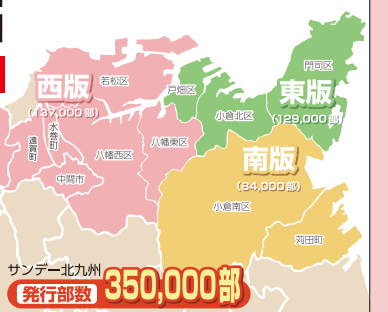 門司区
若松区
西版
(137,000部)
戸畑区
東版
(129,000部)
小倉北区
水巻町
遠賀町
八幡東区
八幡西区
南版
(84,000部)
中間市
小倉南区
苅田町
サンデー北九州
発行部数 350,000部